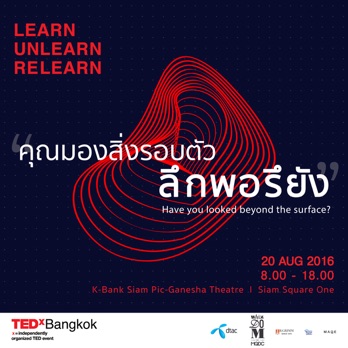 LEARN
UNLEARN
RELEARN
“คุณมองสิ่งรอบตัว
ลึกพอรึยัง”
Have you looked beyond the surface?
20 AUG 2016
8.00 - 18.00
K-Bank Siam Pic-Ganesha Theatre I Siam Square One
TEDxBangkok
x = independently
organized TED event
dtac
MQDC